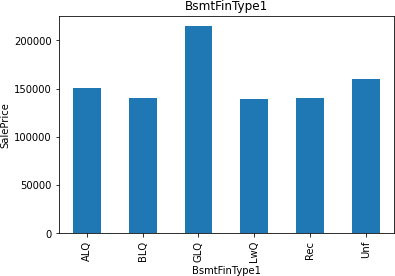 BsmtFinType1
200000
150000
100000
50000
0
SalePrice
ALQ
BLQ
GLQ
LwQ
Rec
Unf
BsmtFinType1